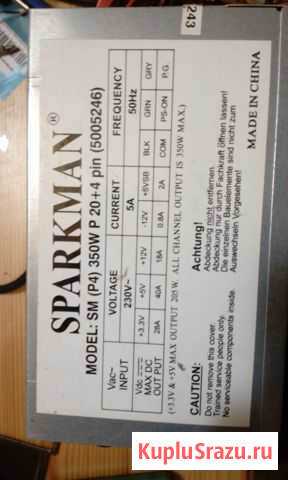 243
SPARKMAN®
MODEL: SM (P4) 350W P 20+4 pin (5005246)
Vac~ INPUT VOLTAGE CURRENT FREQUENCY
230V~ 5A 50Hz
Vdc MAX DC OUT PUT +3.3V +5V +12V -12V +5VSB BLK GRN GRY
28A 40A 18A 0.8A 2A COM PS-ON P.G.
(+3.3V & +5V MAX OUTPUT 205W. ALL CHANNEL OUTPUT IS 350W MAX.)
Achtung!
Abdeckung nicht entfernen.
Abdeckung nur durch Fachkraft öffnen lassen!
Die einzeinen Bauelemente sind nicht zum
Auswechseln Vorgesehen!
CAUTION:
Do not remove this cover.
Trained service people only.
No serviceable components inside.
MADE IN CHINA
KupluSrazu.ru